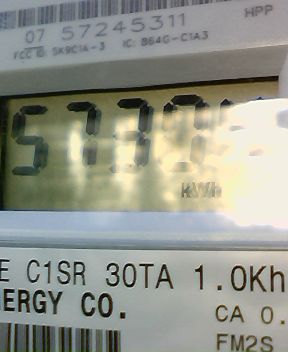 HPP
07 57245311
FCC ID: SK9C1A-3 IC: 864G-C1A3
KWh
E C1SR 30TA 1.0Kh
ERGY CO.
CA 0.
FM2S